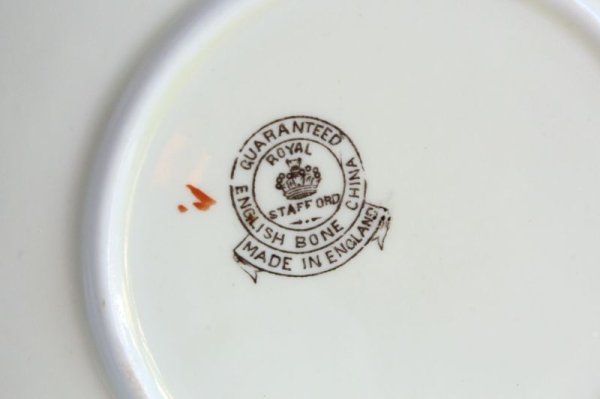 GUARANTEED
ROYAL
STAFFORD
ENGLISH BONE CHINA
MADE IN ENGLAND